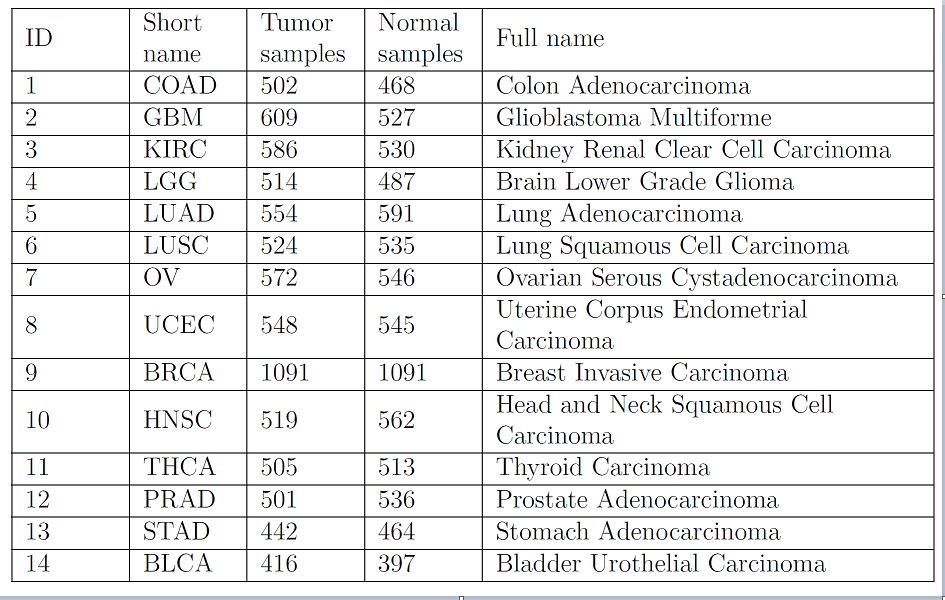 ID Short name Tumor samples Normal samples Full name
1 COAD 502 468 Colon Adenocarcinoma
2 GBM 609 527 Glioblastoma Multiforme
3 KIRC 586 530 Kidney Renal Clear Cell Carcinoma
4 LGG 514 487 Brain Lower Grade Glioma
5 LUAD 554 591 Lung Adenocarcinoma
6 LUSC 524 535 Lung Squamous Cell Carcinoma
7 OV 572 546 Ovarian Serous Cystadenocarcinoma
8 UCEC 548 545 Uterine Corpus Endometrial
Carcinoma
9 BRCA 1091 1091 Breast Invasive Carcinoma
10 HNSC 519 562 Head and Neck Squamous Cell
Carcinoma
11 THCA 505 513 Thyroid Carcinoma
12 PRAD 501 536 Prostate Adenocarcinoma
13 STAD 442 464 Stomach Adenocarcinoma
14 BLCA 416 397 Bladder Urothelial Carcinoma